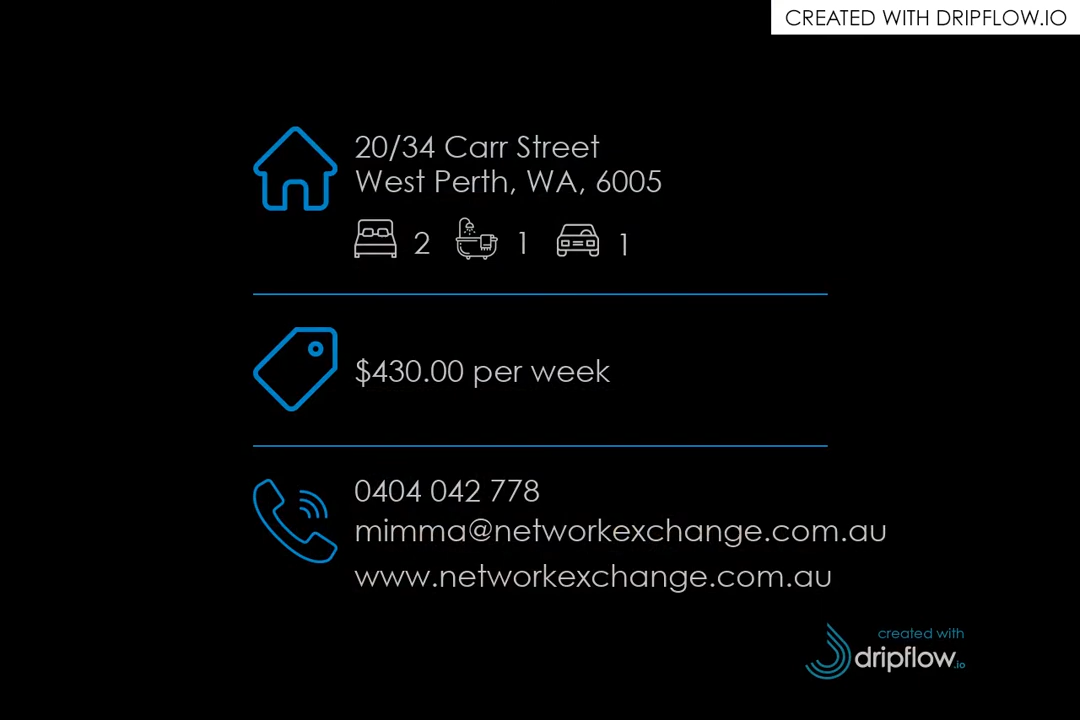 CREATED WITH DRIPFLOW.IO
20/34 Carr Street
West Perth, WA, 6005
2 1 1
$430.00 per week
0404 042 778
mimma@networkexchange.com.au
www.networkexchange.com.au
created with
dripflow.io